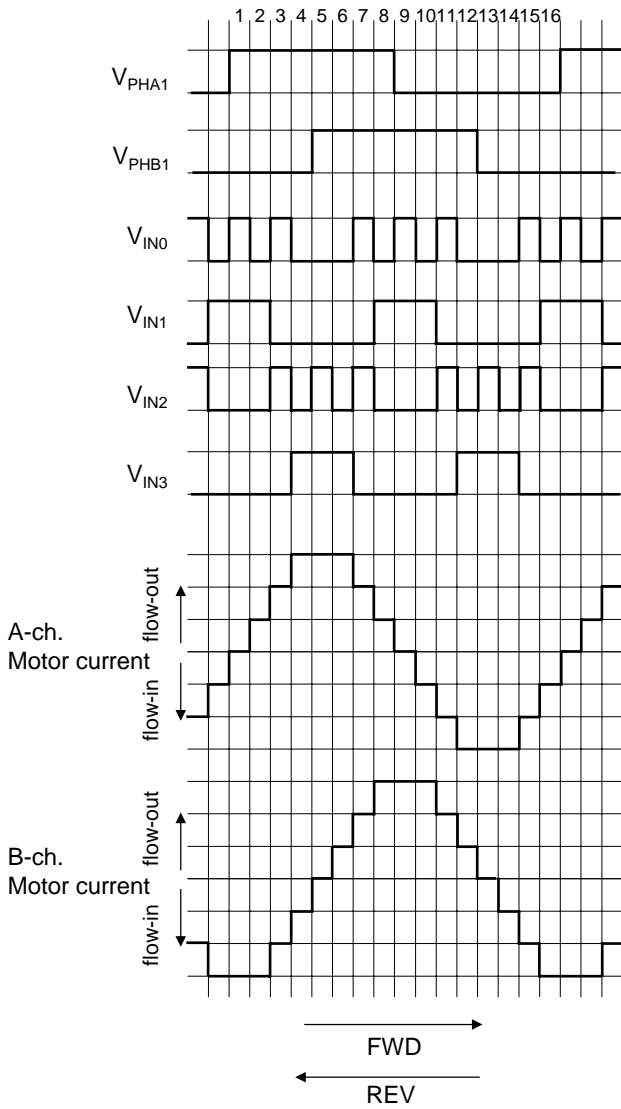 1 2 3 4 5 6 7 8 9 10 11 12 13 14 15 16
VPHA1
VPHB1
VIN0
VIN1
VIN2
VIN3
A-ch.
Motor current
flow-out
flow-in
B-ch.
Motor current
flow-out
flow-in
FWD
REV